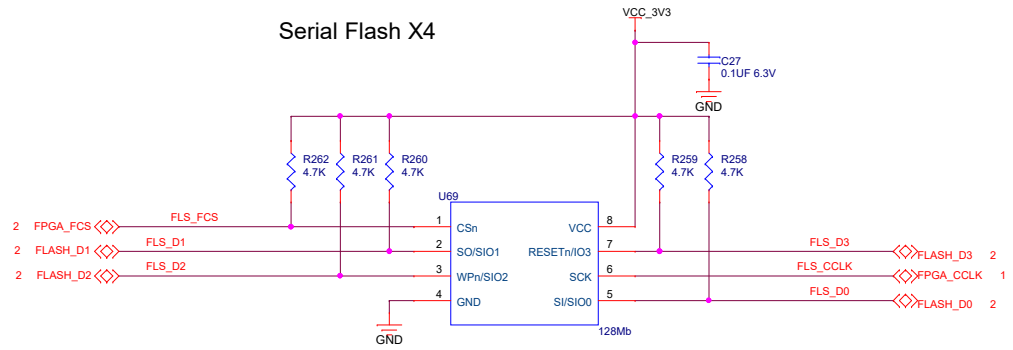 Serial Flash X4
VCC_3V3
C27
0.1UF 6.3V
GND
R262
4.7K
R261
4.7K
R260
4.7K
R259
4.7K
R258
4.7K
U69
2 FPGA_FCS FLS_FCS 1 CSn VCC 8
2 FLASH_D1 FLS_D1 2 SO/SIO1 RESETn/IO3 7 FLS_D3 FLASH_D3 2
2 FLASH_D2 FLS_D2 3 WPn/SIO2 SCK 6 FLS_CCLK FPGA_CCLK 1
4 GND SI/SIO0 5 FLS_D0 FLASH_D0 2
128Mb
GND